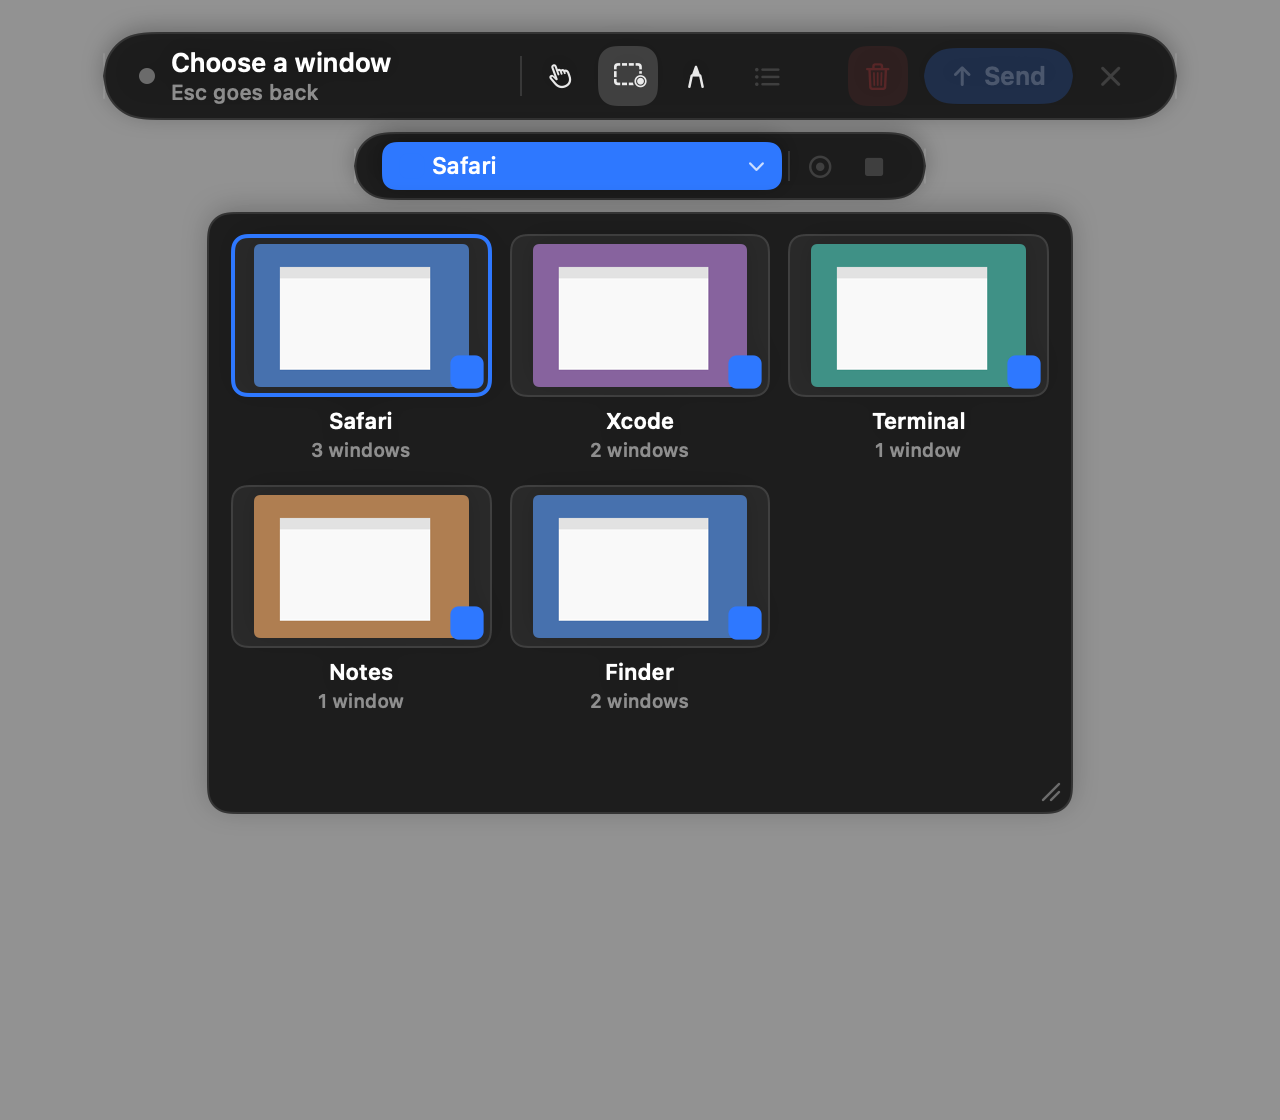 Choose a window
Esc goes back
Send
Safari
Safari
3 windows
Xcode
2 windows
Terminal
1 window
Notes
1 window
Finder
2 windows